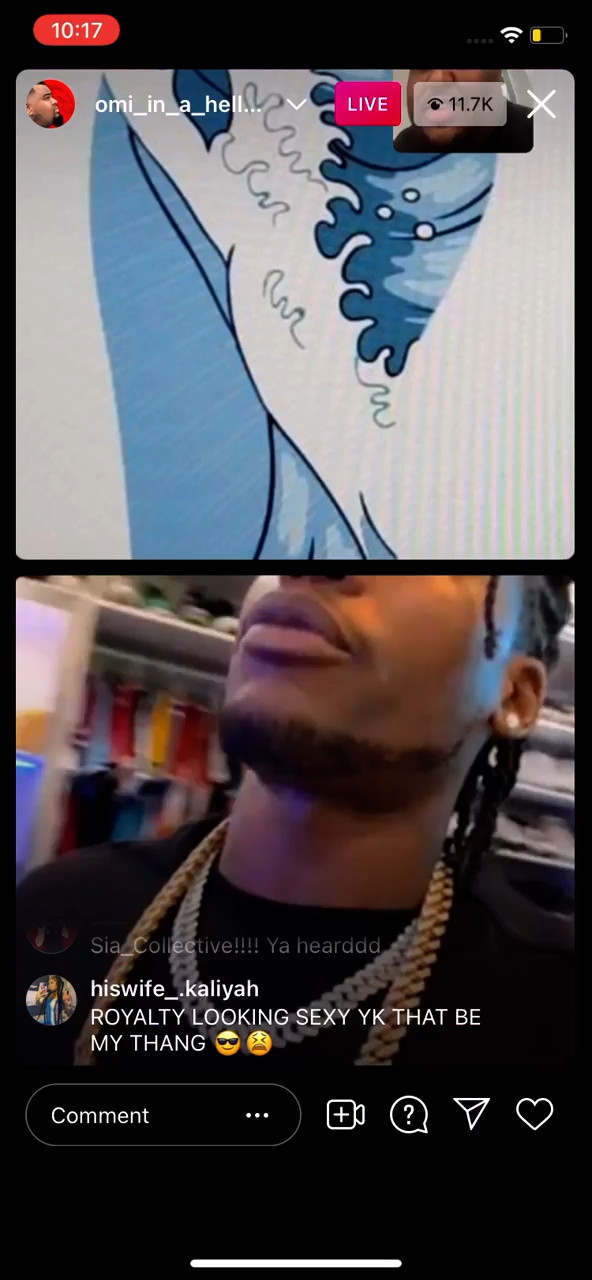 10:17
omi_in_a_hell...
LIVE
11.7K
Sia_Collective!!!! Ya hearddd
hiswife_.kaliyah
ROYALTY LOOKING SEXY YK THAT BE
MY THANG 😎😫
Comment